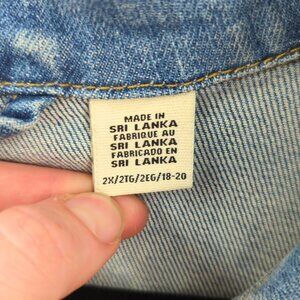 MADE IN
SRI LANKA
FABRIQUE AU
SRI LANKA
FABRICADO EN
SRI LANKA
2X/2TG/2EG/18-20